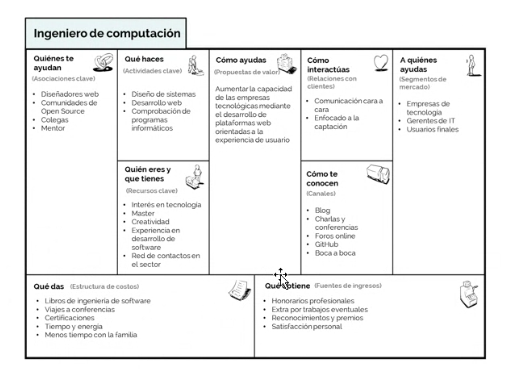 Ingeniero de computación
Quiénes te
ayudan
(Asociaciones clave)
• Diseñadores web
• Comunidades de
Open Source
• Colegas
• Mentor
Qué haces
(Actividades clave)
• Diseño de sistemas
• Desarrollo web
• Comprobación de
programas
informáticos
Quién eres y
que tienes
(Recursos clave)
• Interés en tecnología
• Master
• Creatividad
• Experiencia en
desarrollo de
software
• Red de contactos en
el sector
Cómo ayudas
(Propuestas de valor)
Aumentar la capacidad
de las empresas
tecnológicas mediante
el desarrollo de
plataformas web
orientadas a la
experiencia de usuario
Cómo
interactúas
(Relaciones con
clientes)
• Comunicación cara a
cara
• Enfocado a la
captación
Cómo te
conocen
(Canales)
• Blog
• Charlas y
conferencias
• Foros online
• GitHub
• Boca a boca
A quiénes
ayudas
(Segmentos de
mercado)
• Empresas de
tecnología
• Gerentes de IT
• Usuarios finales
Qué das (Estructura de costos)
• Libros de ingeniería de software
• Viajes a conferencias
• Certificaciones
• Tiempo y energía
• Menos tiempo con la familia
Qué obtiene (Fuentes de ingresos)
• Honorarios profesionales
• Extra por trabajos eventuales
• Reconocimientos y premios
• Satisfacción personal